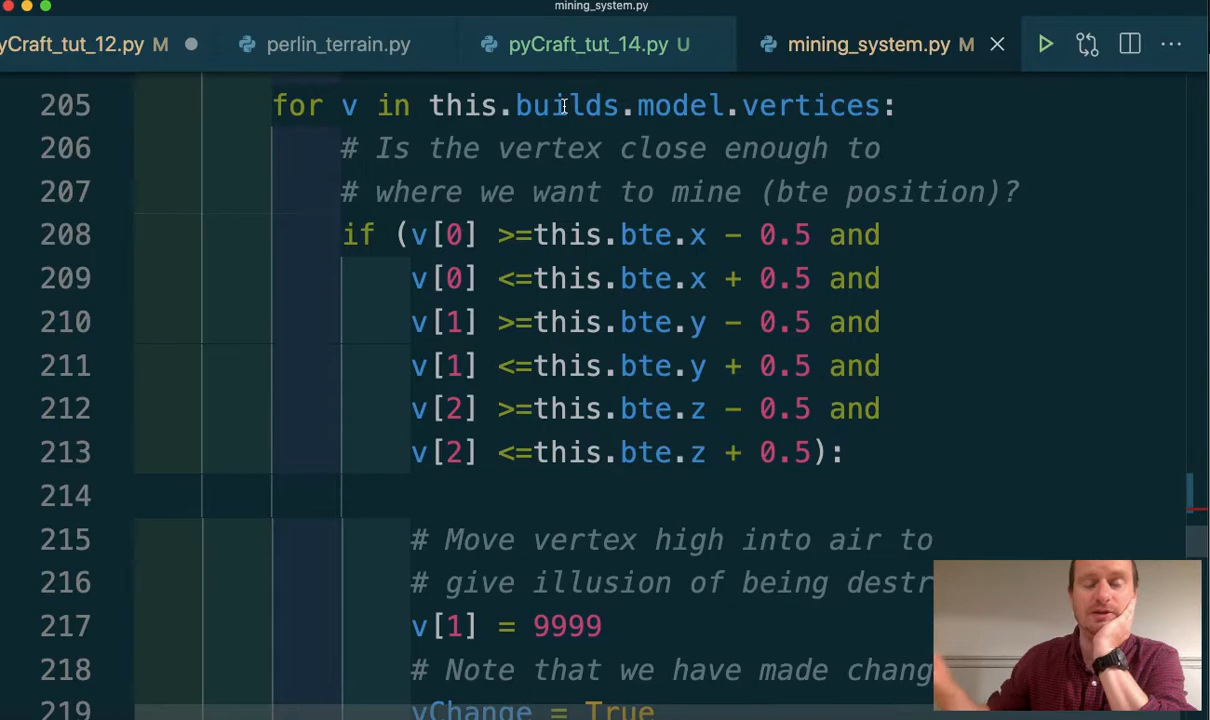 mining_system.py
yCraft_tut_12.py M
perlin_terrain.py
pyCraft_tut_14.py U
mining_system.py M
205 for v in this.builds.model.vertices:
206 # Is the vertex close enough to
207 # where we want to mine (bte position)?
208 if (v[0] >=this.bte.x - 0.5 and
209 v[0] <=this.bte.x + 0.5 and
210 v[1] >=this.bte.y - 0.5 and
211 v[1] <=this.bte.y + 0.5 and
212 v[2] >=this.bte.z - 0.5 and
213 v[2] <=this.bte.z + 0.5):
214
215 # Move vertex high into air to
216 # give illusion of being destr
217 v[1] = 9999
218 # Note that we have made chang
219 vChange = True